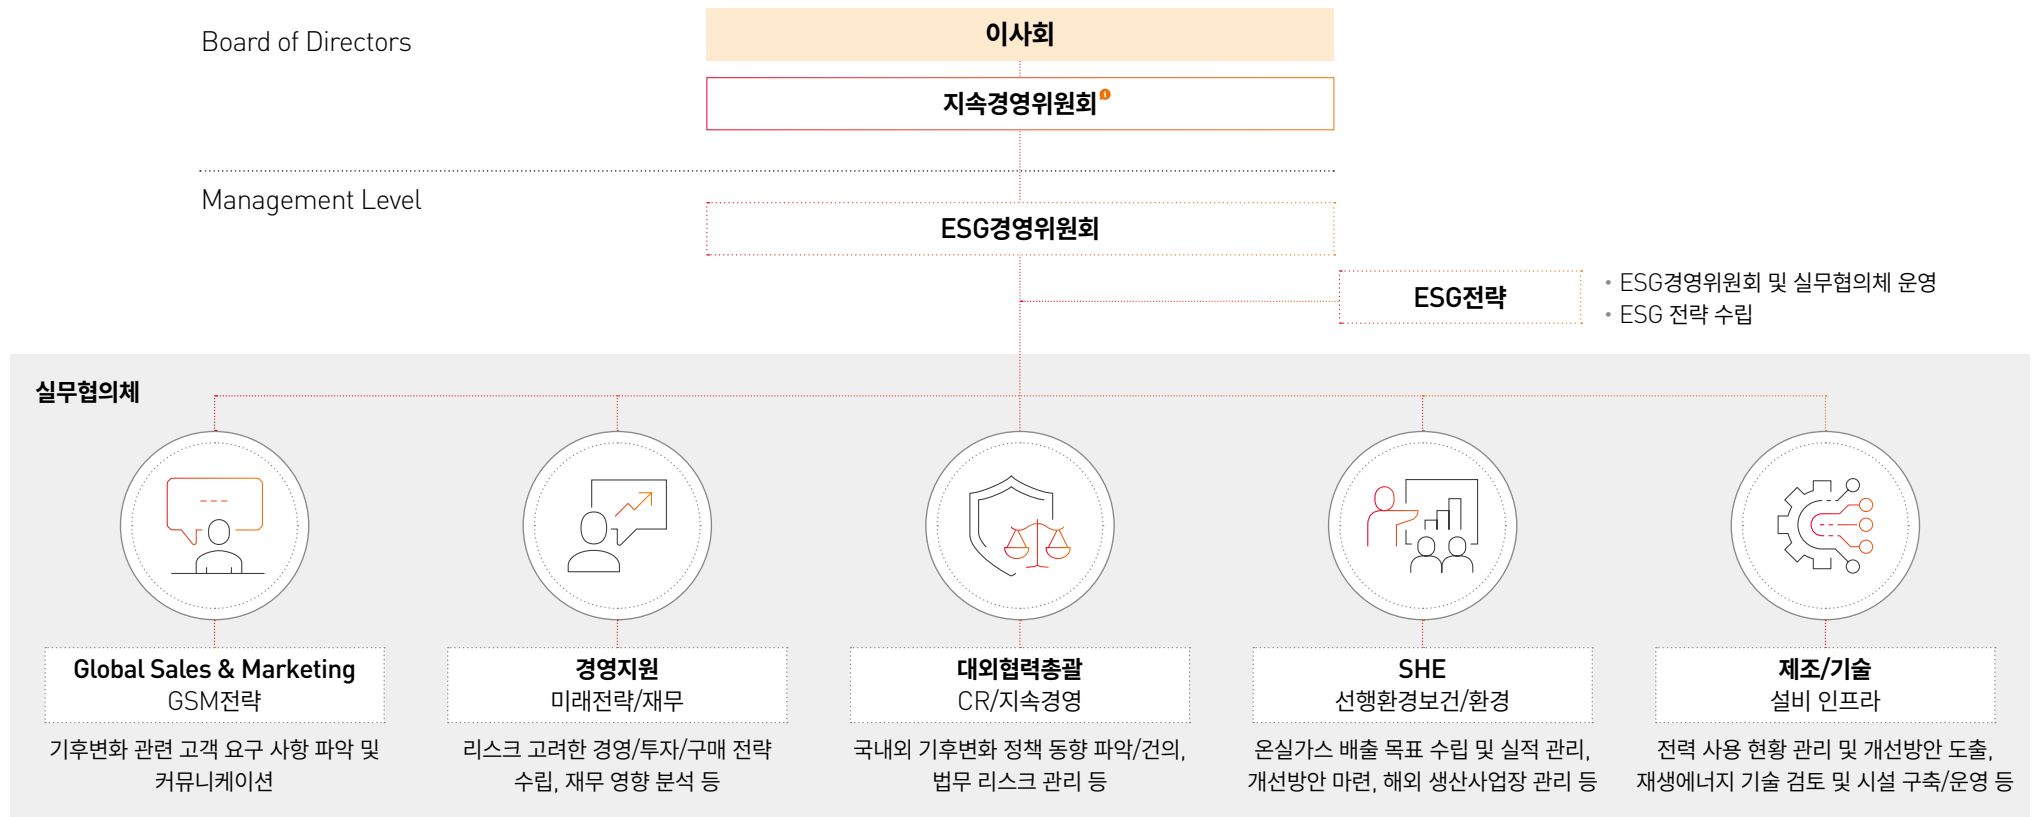 Board of Directors
이사회
지속경영위원회
Management Level
ESG경영위원회
ESG전략
• ESG경영위원회 및 실무협의체 운영
• ESG 전략 수립
실무협의체
Global Sales & Marketing
GSM전략
기후변화 관련 고객 요구 사항 파악 및
커뮤니케이션
경영지원
미래전략/재무
리스크 고려한 경영/투자/구매 전략
수립, 재무 영향 분석 등
대외협력총괄
CR/지속경영
국내외 기후변화 정책 동향 파악/건의,
법무 리스크 관리 등
SHE
선행환경보건/환경
온실가스 배출 목표 수립 및 실적 관리,
개선방안 마련, 해외 생산사업장 관리 등
제조/기술
설비 인프라
전력 사용 현황 관리 및 개선방안 도출,
재생에너지 기술 검토 및 시설 구축/운영 등